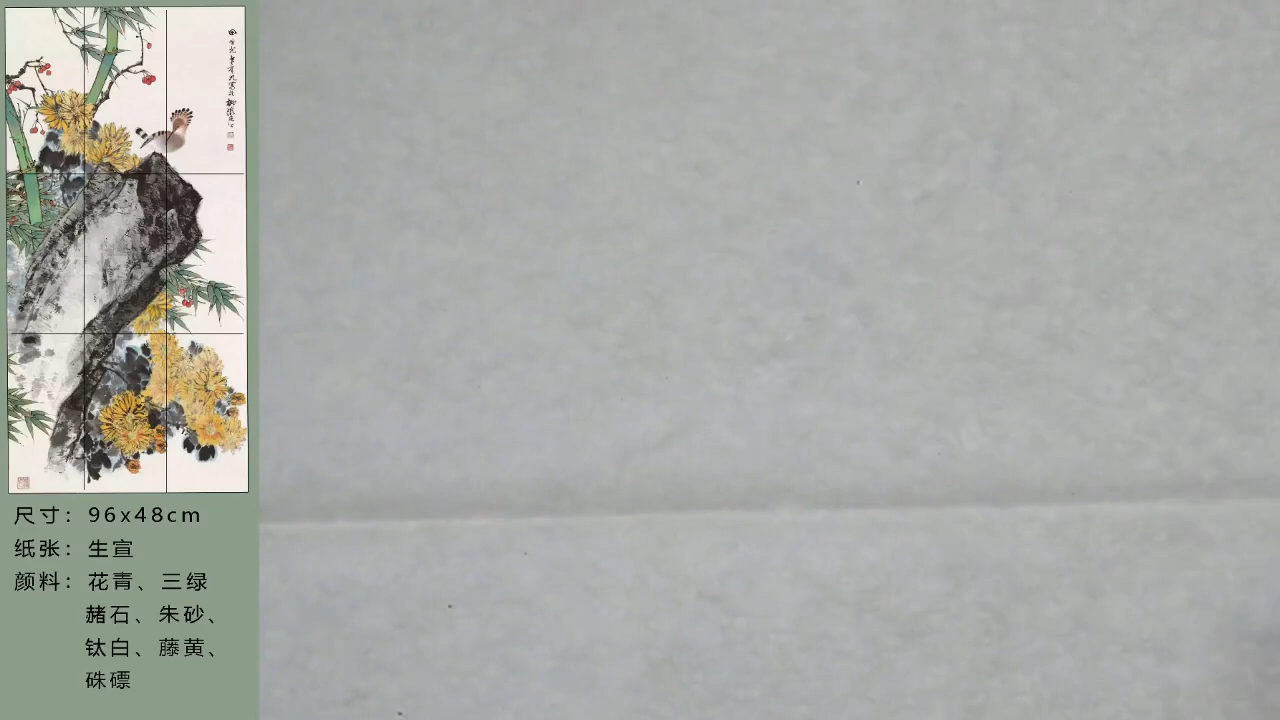 尺寸：96x48cm
纸张：生宣
颜料：花青、三绿
赭石、朱砂、
钛白、藤黄、
硃磦